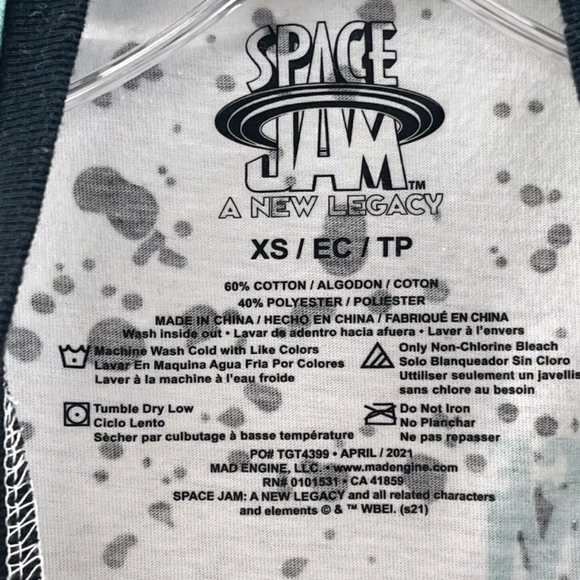 SPACE
JAM™
A NEW LEGACY
XS / EC / TP
60% COTTON / ALGODON / COTON
40% POLYESTER / POLIESTER
MADE IN CHINA / HECHO EN CHINA / FABRIQUÉ EN CHINA
Wash inside out • Lavar de adentro hacia afuera • Laver à l'envers
Machine Wash Cold with Like Colors
Lavar En Maquina Agua Fria Por Colores
Laver à la machine à l'eau froide
Only Non-Chlorine Bleach
Solo Blanqueador Sin Cloro
Uttiliser seulement un javellis
sans chlore au besoin
Tumble Dry Low
Ciclo Lento
Sècher par culbutage à basse température
Do Not Iron
No Planchar
Ne pas repasser
PO# TGT4399 • APRIL / 2021
MAD ENGINE, LLC. • www.madengine.com
RN# 0101531 • CA 41859
SPACE JAM: A NEW LEGACY and all related characters
and elements © & ™ WBEI. (s21)